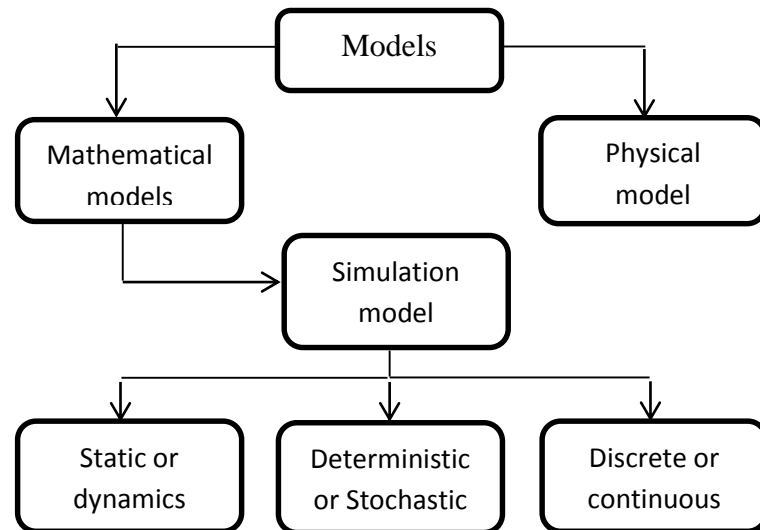 Models
Mathematical
models
Physical
model
Simulation
model
Static or
dynamics
Deterministic
or Stochastic
Discrete or
continuous